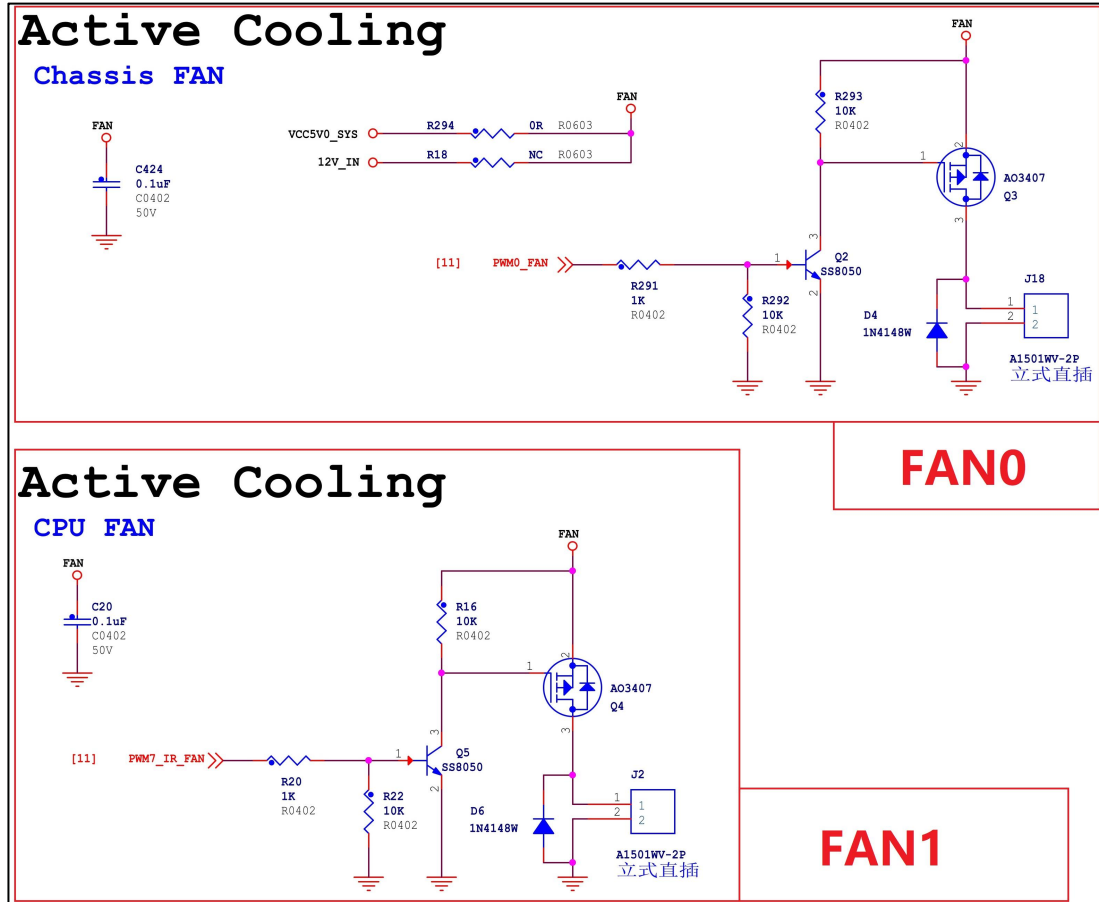 Active Cooling
Chassis FAN
FAN
C424
0.1uF
C0402
50V
FAN
VCC5V0_SYS
R294
0R
R0603
12V_IN
R18
NC
R0603
FAN
R293
10K
R0402
1
2
3
AO3407
Q3
[11]
PWM0_FAN
R291
1K
R0402
R292
10K
R0402
1
3
2
Q2
SS8050
D4
1N4148W
J18
1
2
1
2
A1501WV-2P
立式直插
FAN0
Active Cooling
CPU FAN
FAN
C20
0.1uF
C0402
50V
FAN
R16
10K
R0402
1
2
3
AO3407
Q4
[11]
PWM7_IR_FAN
R20
1K
R0402
R22
10K
R0402
1
3
2
Q5
SS8050
D6
1N4148W
J2
1
2
1
2
A1501WV-2P
立式直插
FAN1